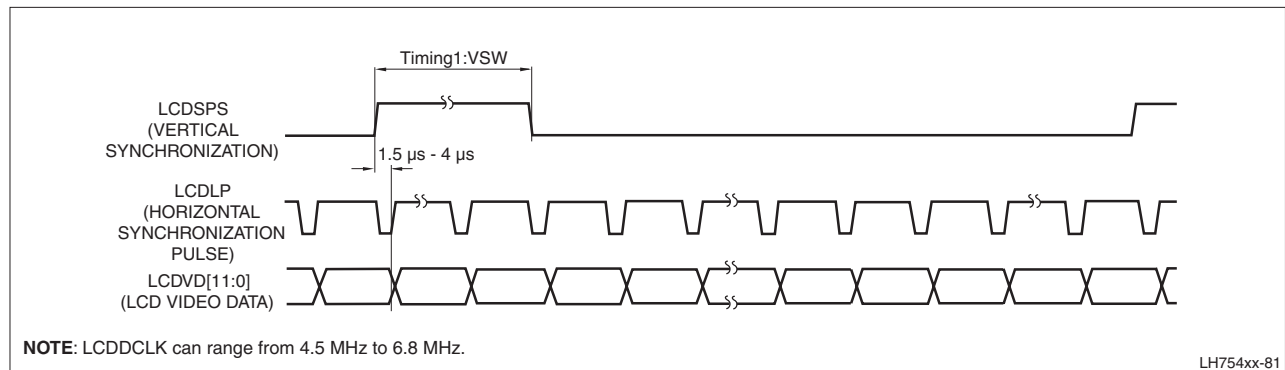 Timing1:VSW
LCDSPS
(VERTICAL
SYNCHRONIZATION)
1.5 µs - 4 µs
LCDLP
(HORIZONTAL
SYNCHRONIZATION
PULSE)
LCDVD[11:0]
(LCD VIDEO DATA)
NOTE: LCDDCLK can range from 4.5 MHz to 6.8 MHz.
LH754xx-81